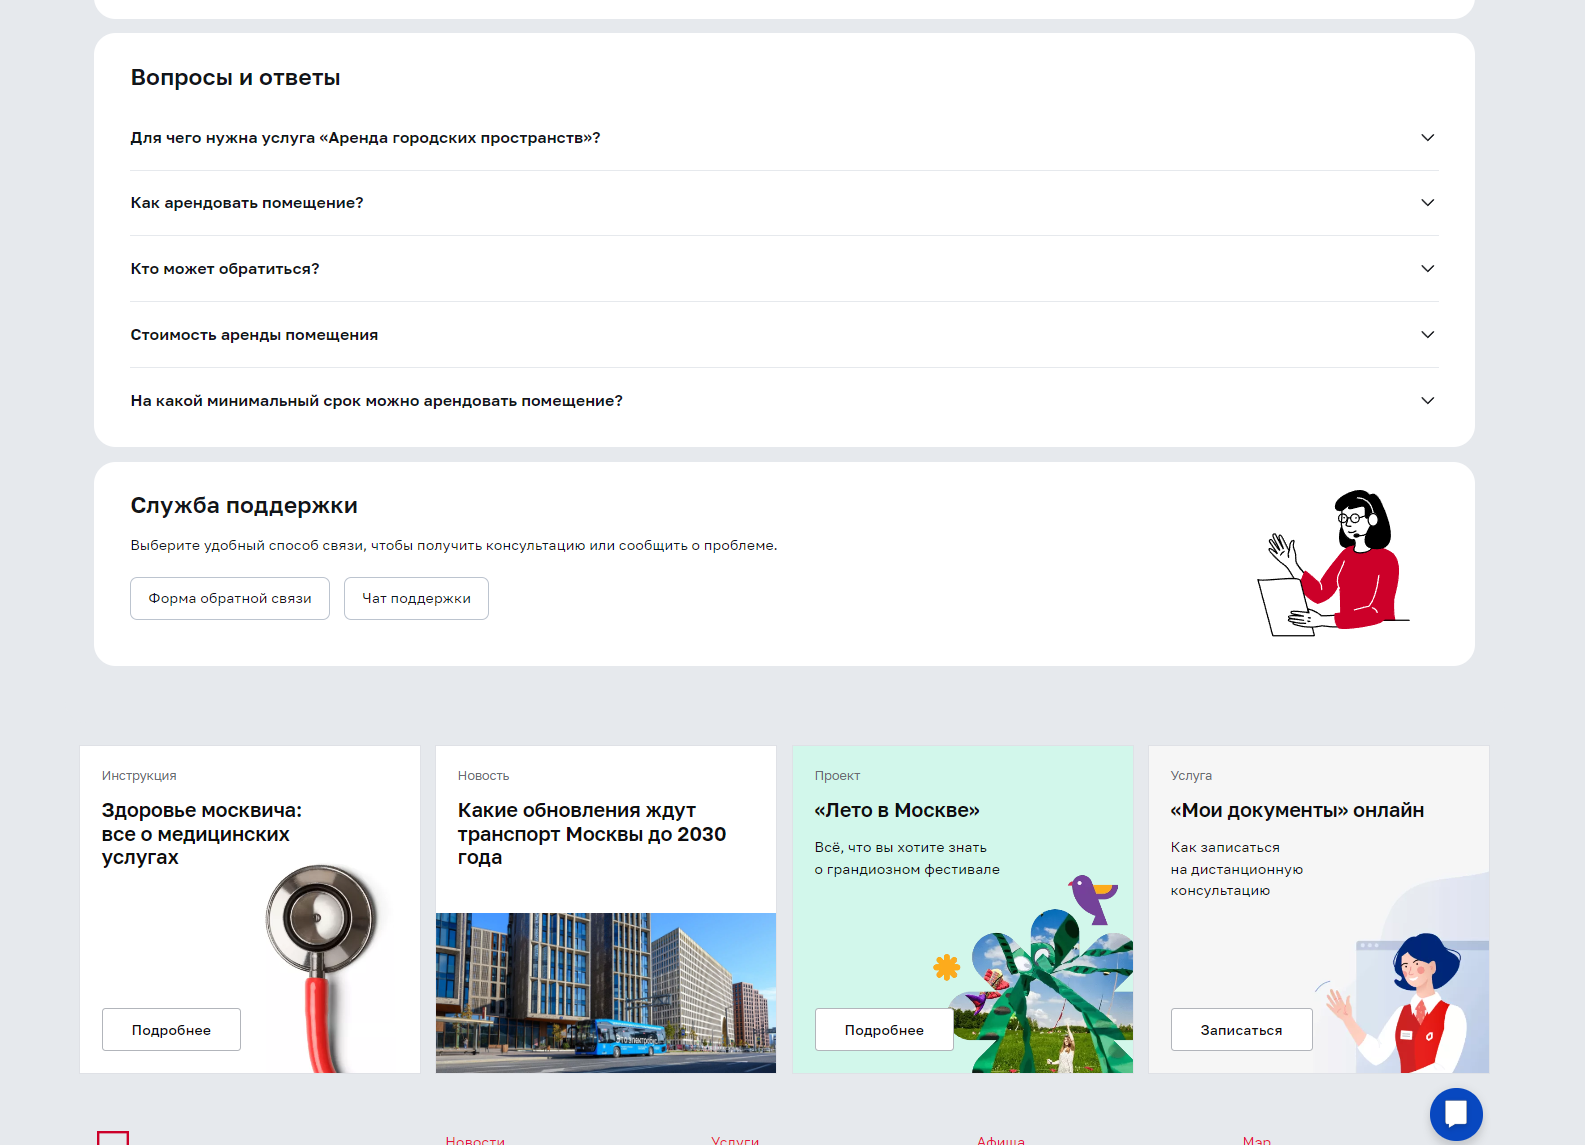 Вопросы и ответы
Для чего нужна услуга «Аренда городских пространств»?
Как арендовать помещение?
Кто может обратиться?
Стоимость аренды помещения
На какой минимальный срок можно арендовать помещение?
Служба поддержки
Выберите удобный способ связи, чтобы получить консультацию или сообщить о проблеме.
Форма обратной связи
Чат поддержки
Инструкция
Здоровье москвича:
все о медицинских
услугах
Подробнее
Новость
Какие обновления ждут
транспорт Москвы до 2030
года
Проект
«Лето в Москве»
Всё, что вы хотите знать
о грандиозном фестивале
Подробнее
Услуга
«Мои документы» онлайн
Как записаться
на дистанционную
консультацию
Записаться
Новости
Услуги
Афиша
Мэр